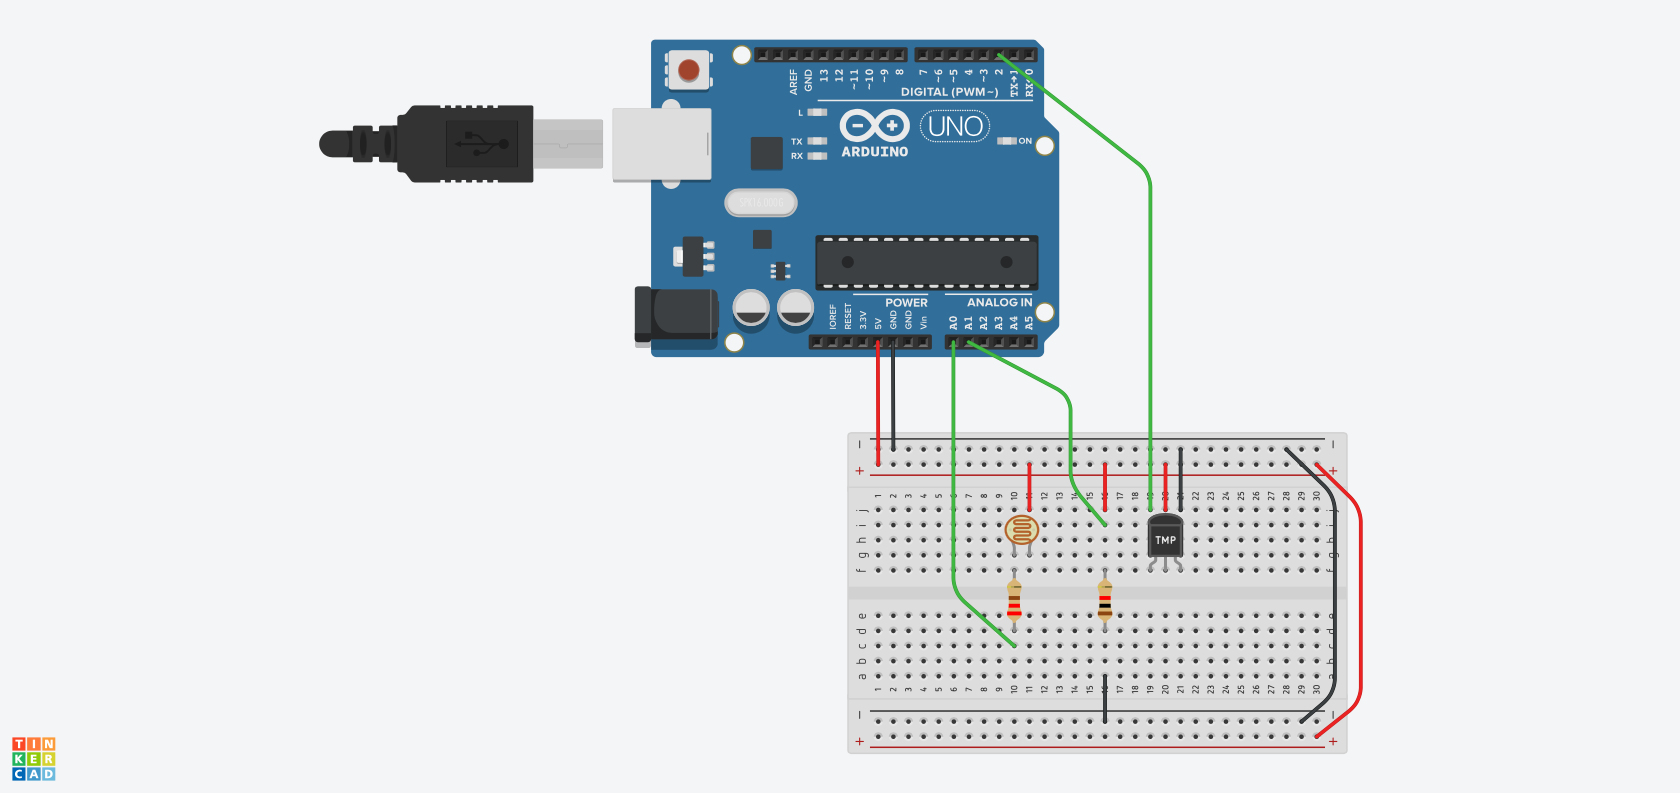 AREF
GND
13
12
~11
~10
~9
8
7
~6
~5
4
~3
2
TX→1
RX←0
DIGITAL (PWM~)
L
TX
RX
ARDUINO
UNO
ON
POWER
ANALOG IN
IOREF
RESET
3.3V
5V
GND
GND
Vin
A0
A1
A2
A3
A4
A5
− −
+ +
1 2 3 4 5 6 7 8 9 10 11 12 13 14 15 16 17 18 19 20 21 22 23 24 25 26 27 28 29 30
j j
i i
h h
g g
f f
TMP
e e
d d
c c
b b
a a
1 2 3 4 5 6 7 8 9 10 11 12 13 14 15 16 17 18 19 20 21 22 23 24 25 26 27 28 29 30
− −
+ +
TIN
KER
CAD